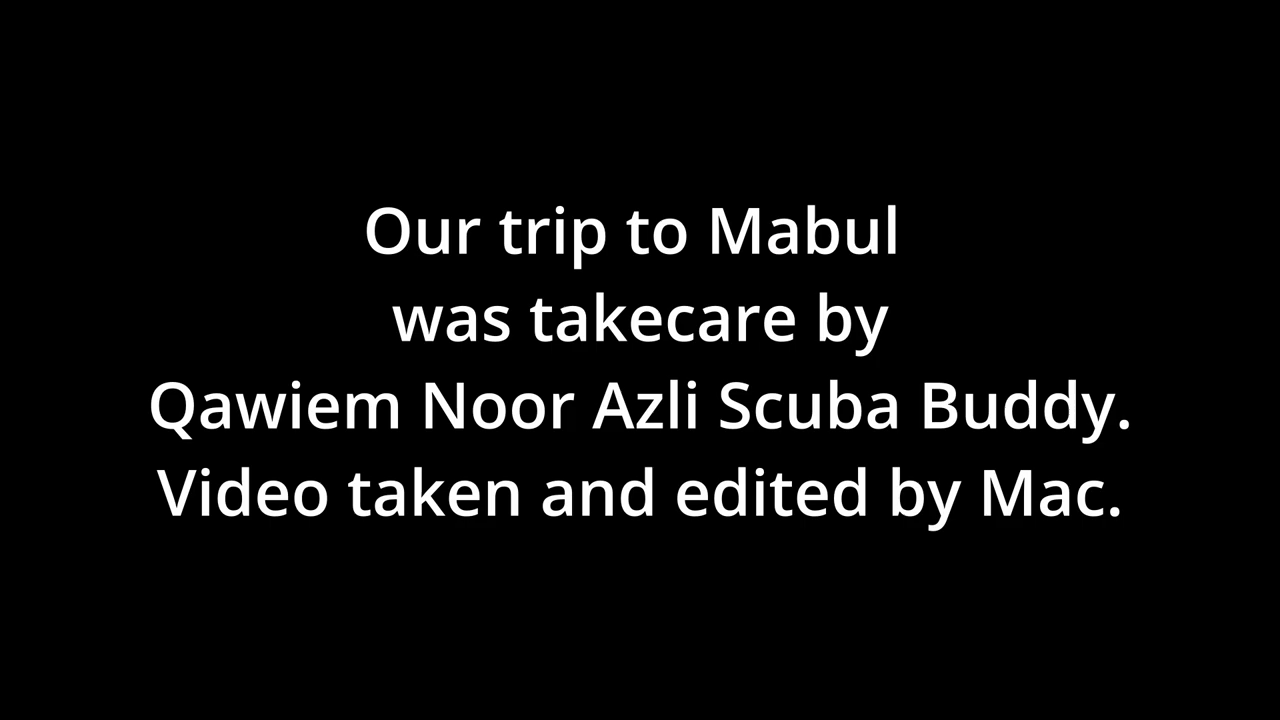 Our trip to Mabul
was takecare by
Qawiem Noor Azli Scuba Buddy.
Video taken and edited by Mac.